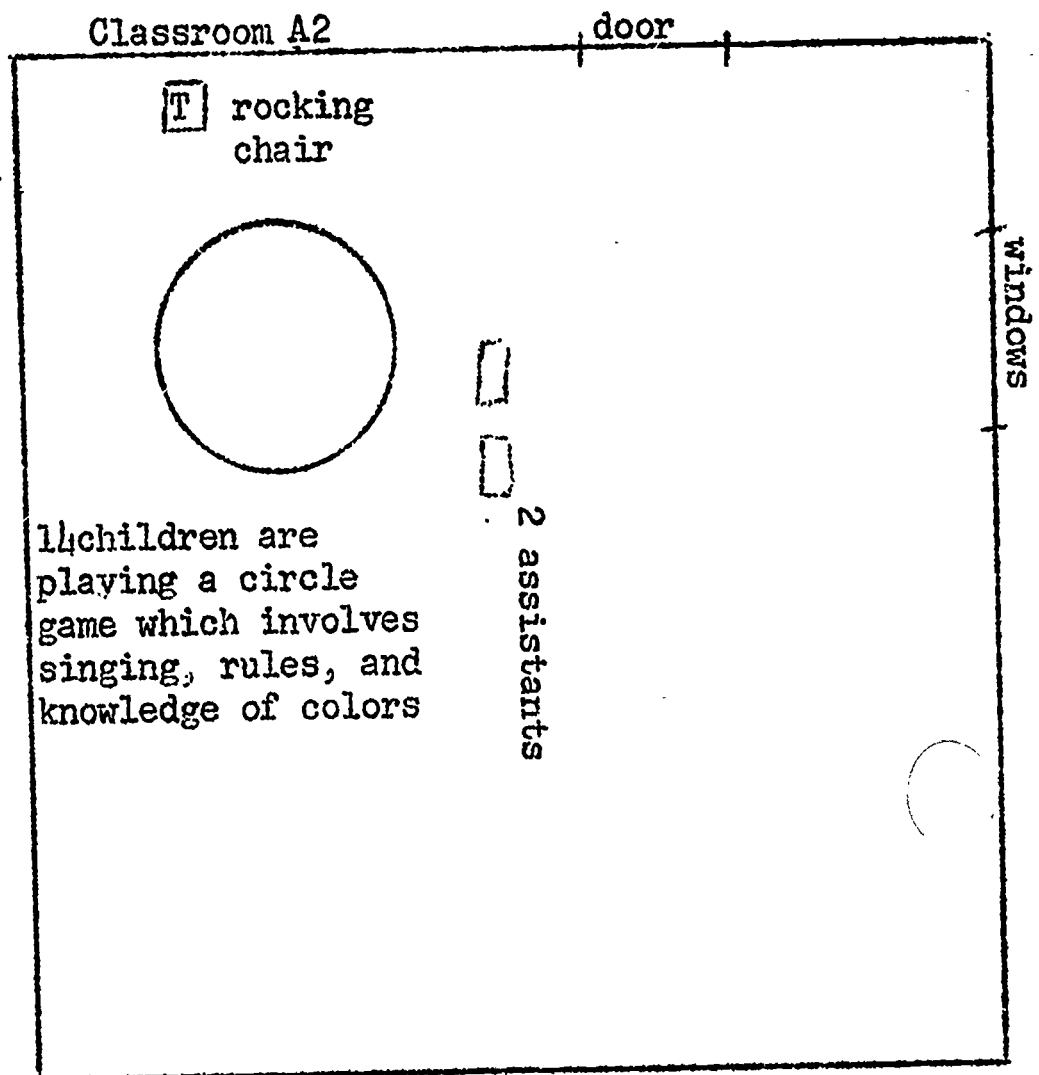 Classroom A2
door
T rocking
chair
windows
14children are
playing a circle
game which involves
singing, rules, and
knowledge of colors
2 assistants